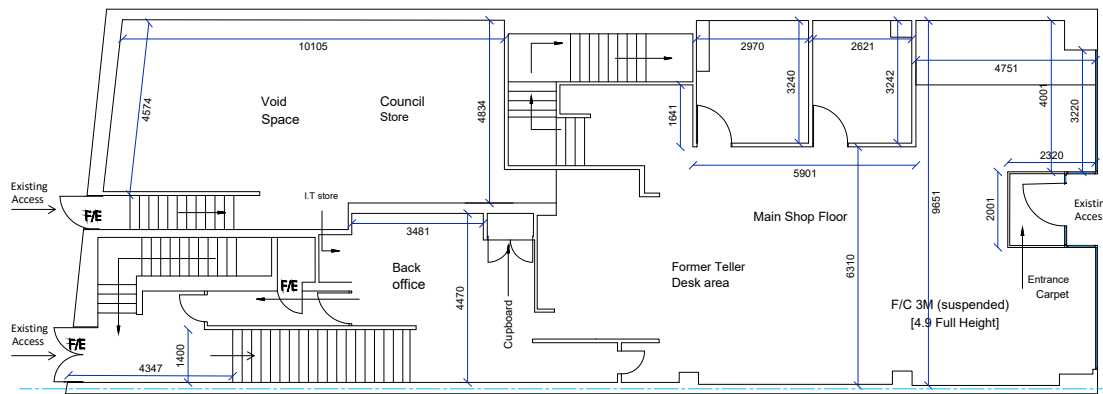 10105
2970
2621
4751
4574
Void
Space
Council
Store
4834
1641
3240
3242
4001
3220
2320
5901
Existing
Access
F/E
I.T store
3481
Main Shop Floor
9651
2001
Existin
Access
Back
office
4470
Cupboard
F/E
Former Teller
Desk area
6310
Entrance
Carpet
F/C 3M (suspended)
[4.9 Full Height]
Existing
Access
F/E
1400
4347